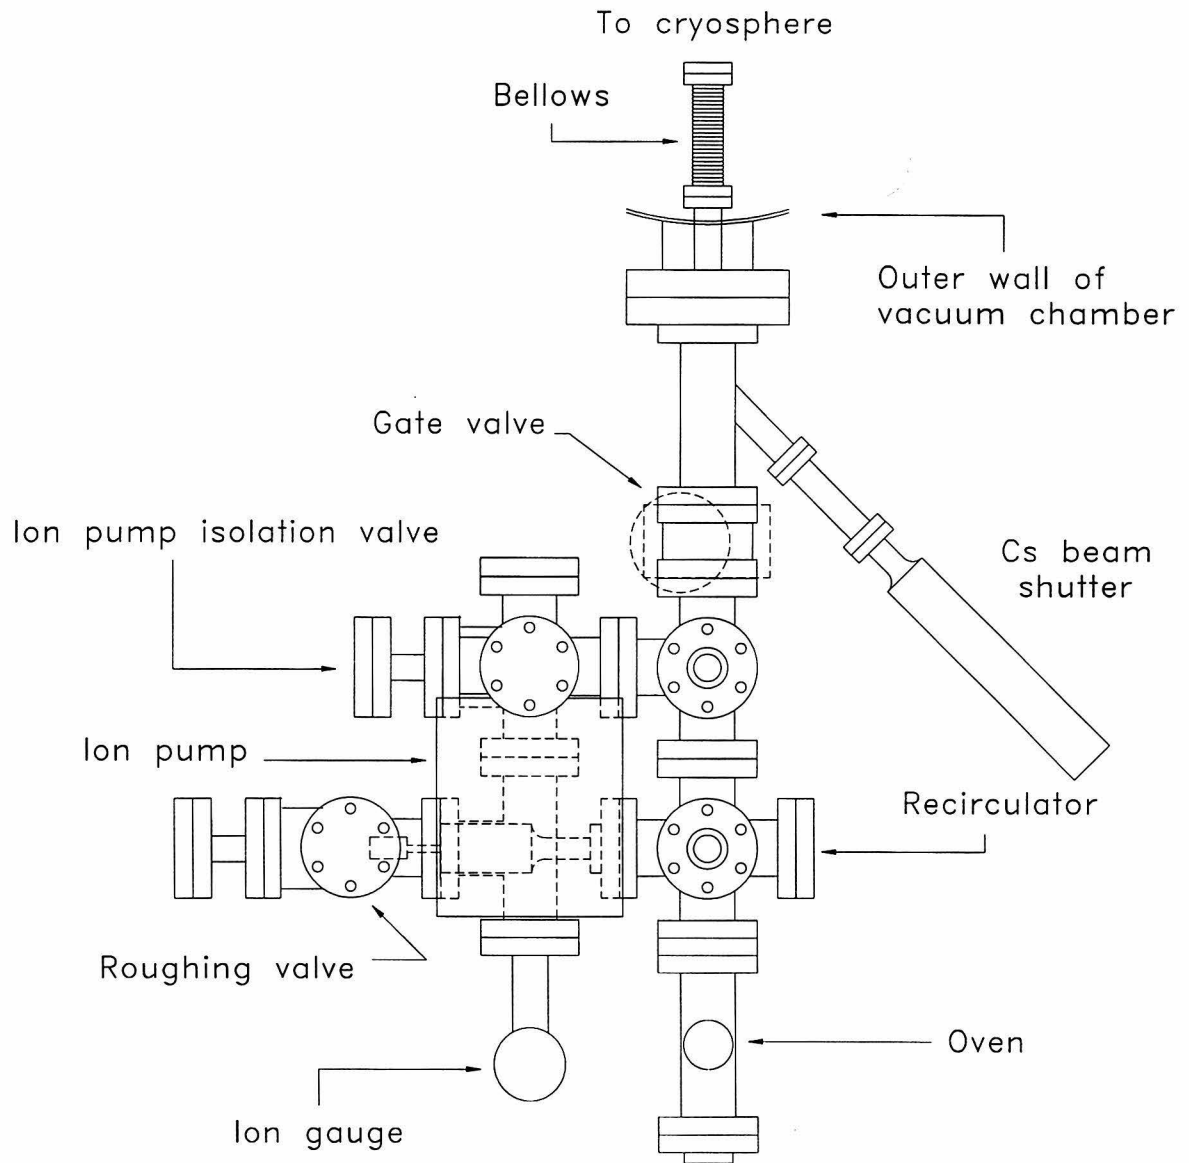 To cryosphere
Bellows
Outer wall of
vacuum chamber
Gate valve
Ion pump isolation valve
Cs beam
shutter
Ion pump
Recirculator
Roughing valve
Oven
Ion gauge